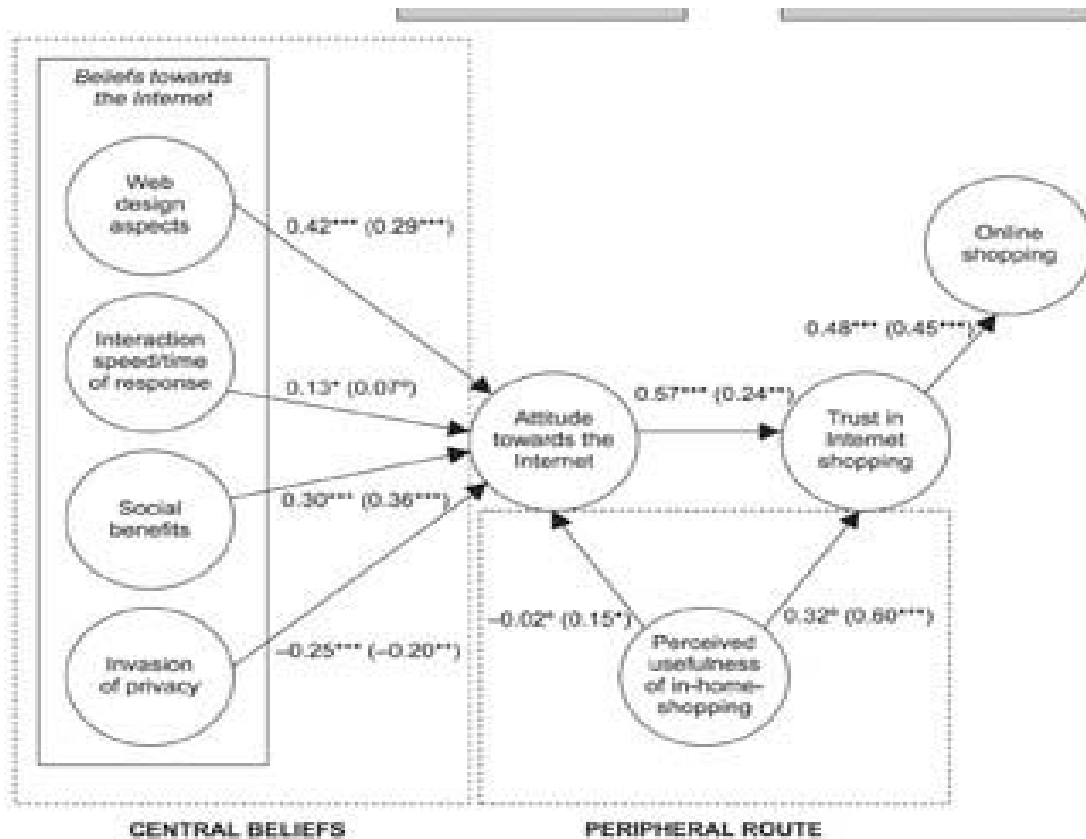 Beliefs towards
the Internet
Web
design
aspects
0.42*** (0.29***)
Online
shopping
Interaction
speed/time
of response
0.48*** (0.45***)
0.13* (0.07
0.57*** (0.24**)
Attitude
towards the
Internet
Trust in
Internet
shopping
Social
benefits
0.30*** (0.36***)
Invasion
of privacy
−0.25*** (−0.20**)
−0.02 (0.15
0.32 (0.60***)
Perceived
usefulness
of in-home-
shopping
CENTRAL BELIEFS
PERIPHERAL ROUTE